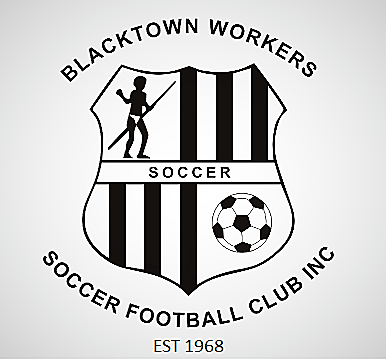 BLACKTOWN WORKERS
SOCCER
SOCCER FOOTBALL CLUB INC
EST 1968